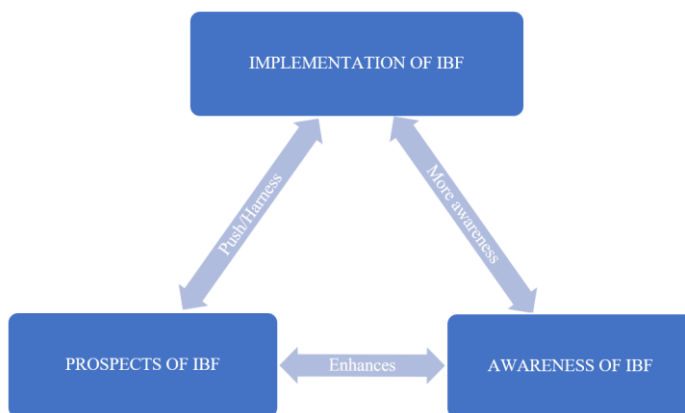 IMPLEMENTATION OF IBF
Push/Harness
More awareness
PROSPECTS OF IBF
Enhances
AWARENESS OF IBF